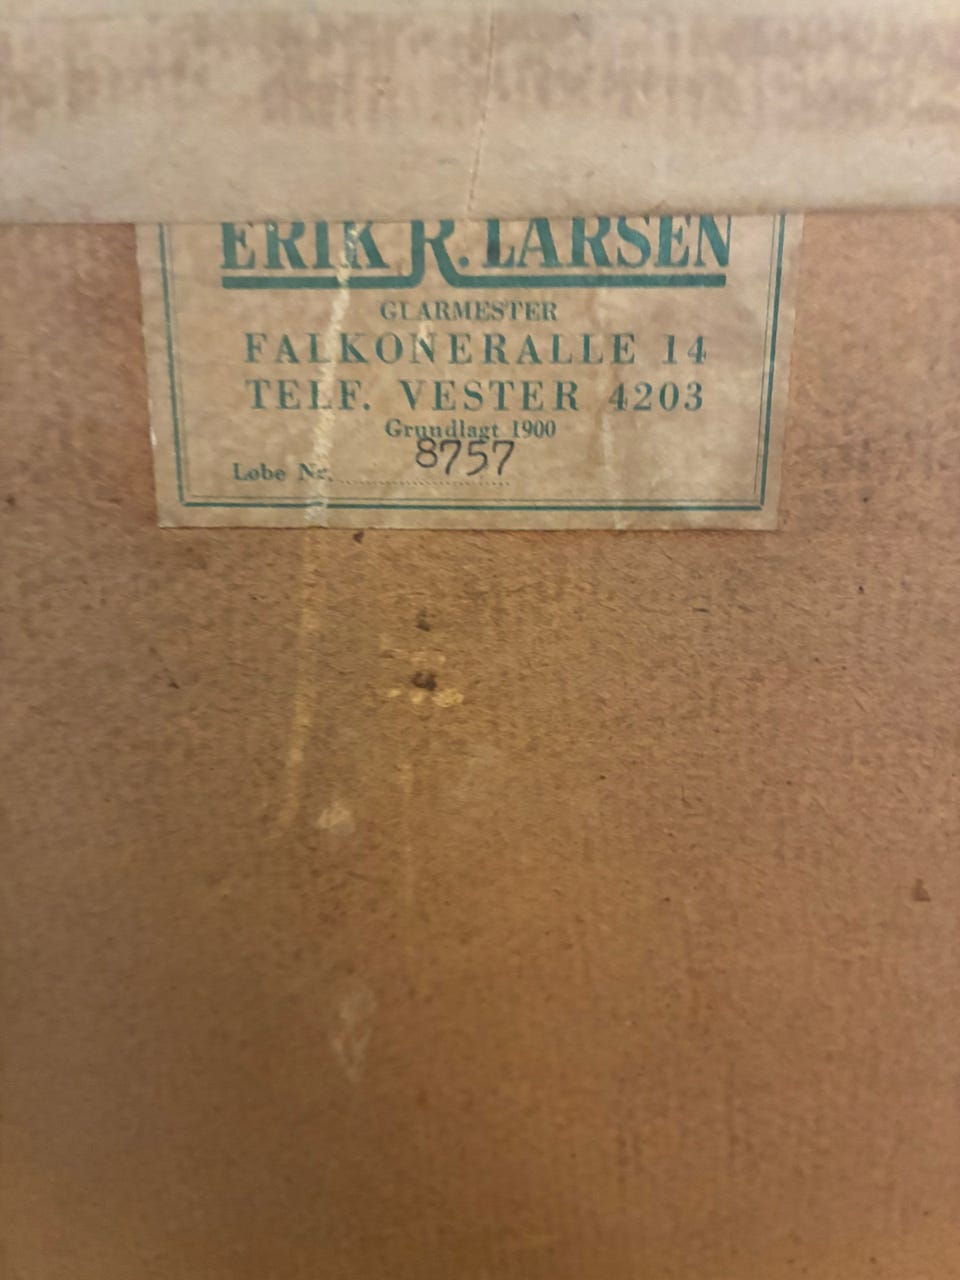 ERIK R. LARSEN
GLARMESTER
FALKONERALLE 14
TELF. VESTER 4203
Grundlagt 1900
8757
Løbe Nr.